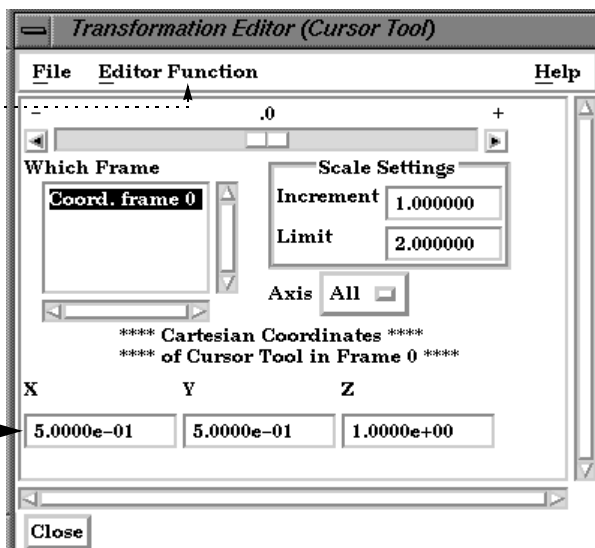 Transformation Editor (Cursor Tool)
File Editor Function Help
− .0 +
Which Frame
Scale Settings
Coord. frame 0
Increment 1.000000
Limit 2.000000
Axis All
**** Cartesian Coordinates ****
**** of Cursor Tool in Frame 0 ****
X Y Z
5.0000e−01 5.0000e−01 1.0000e+00
Close